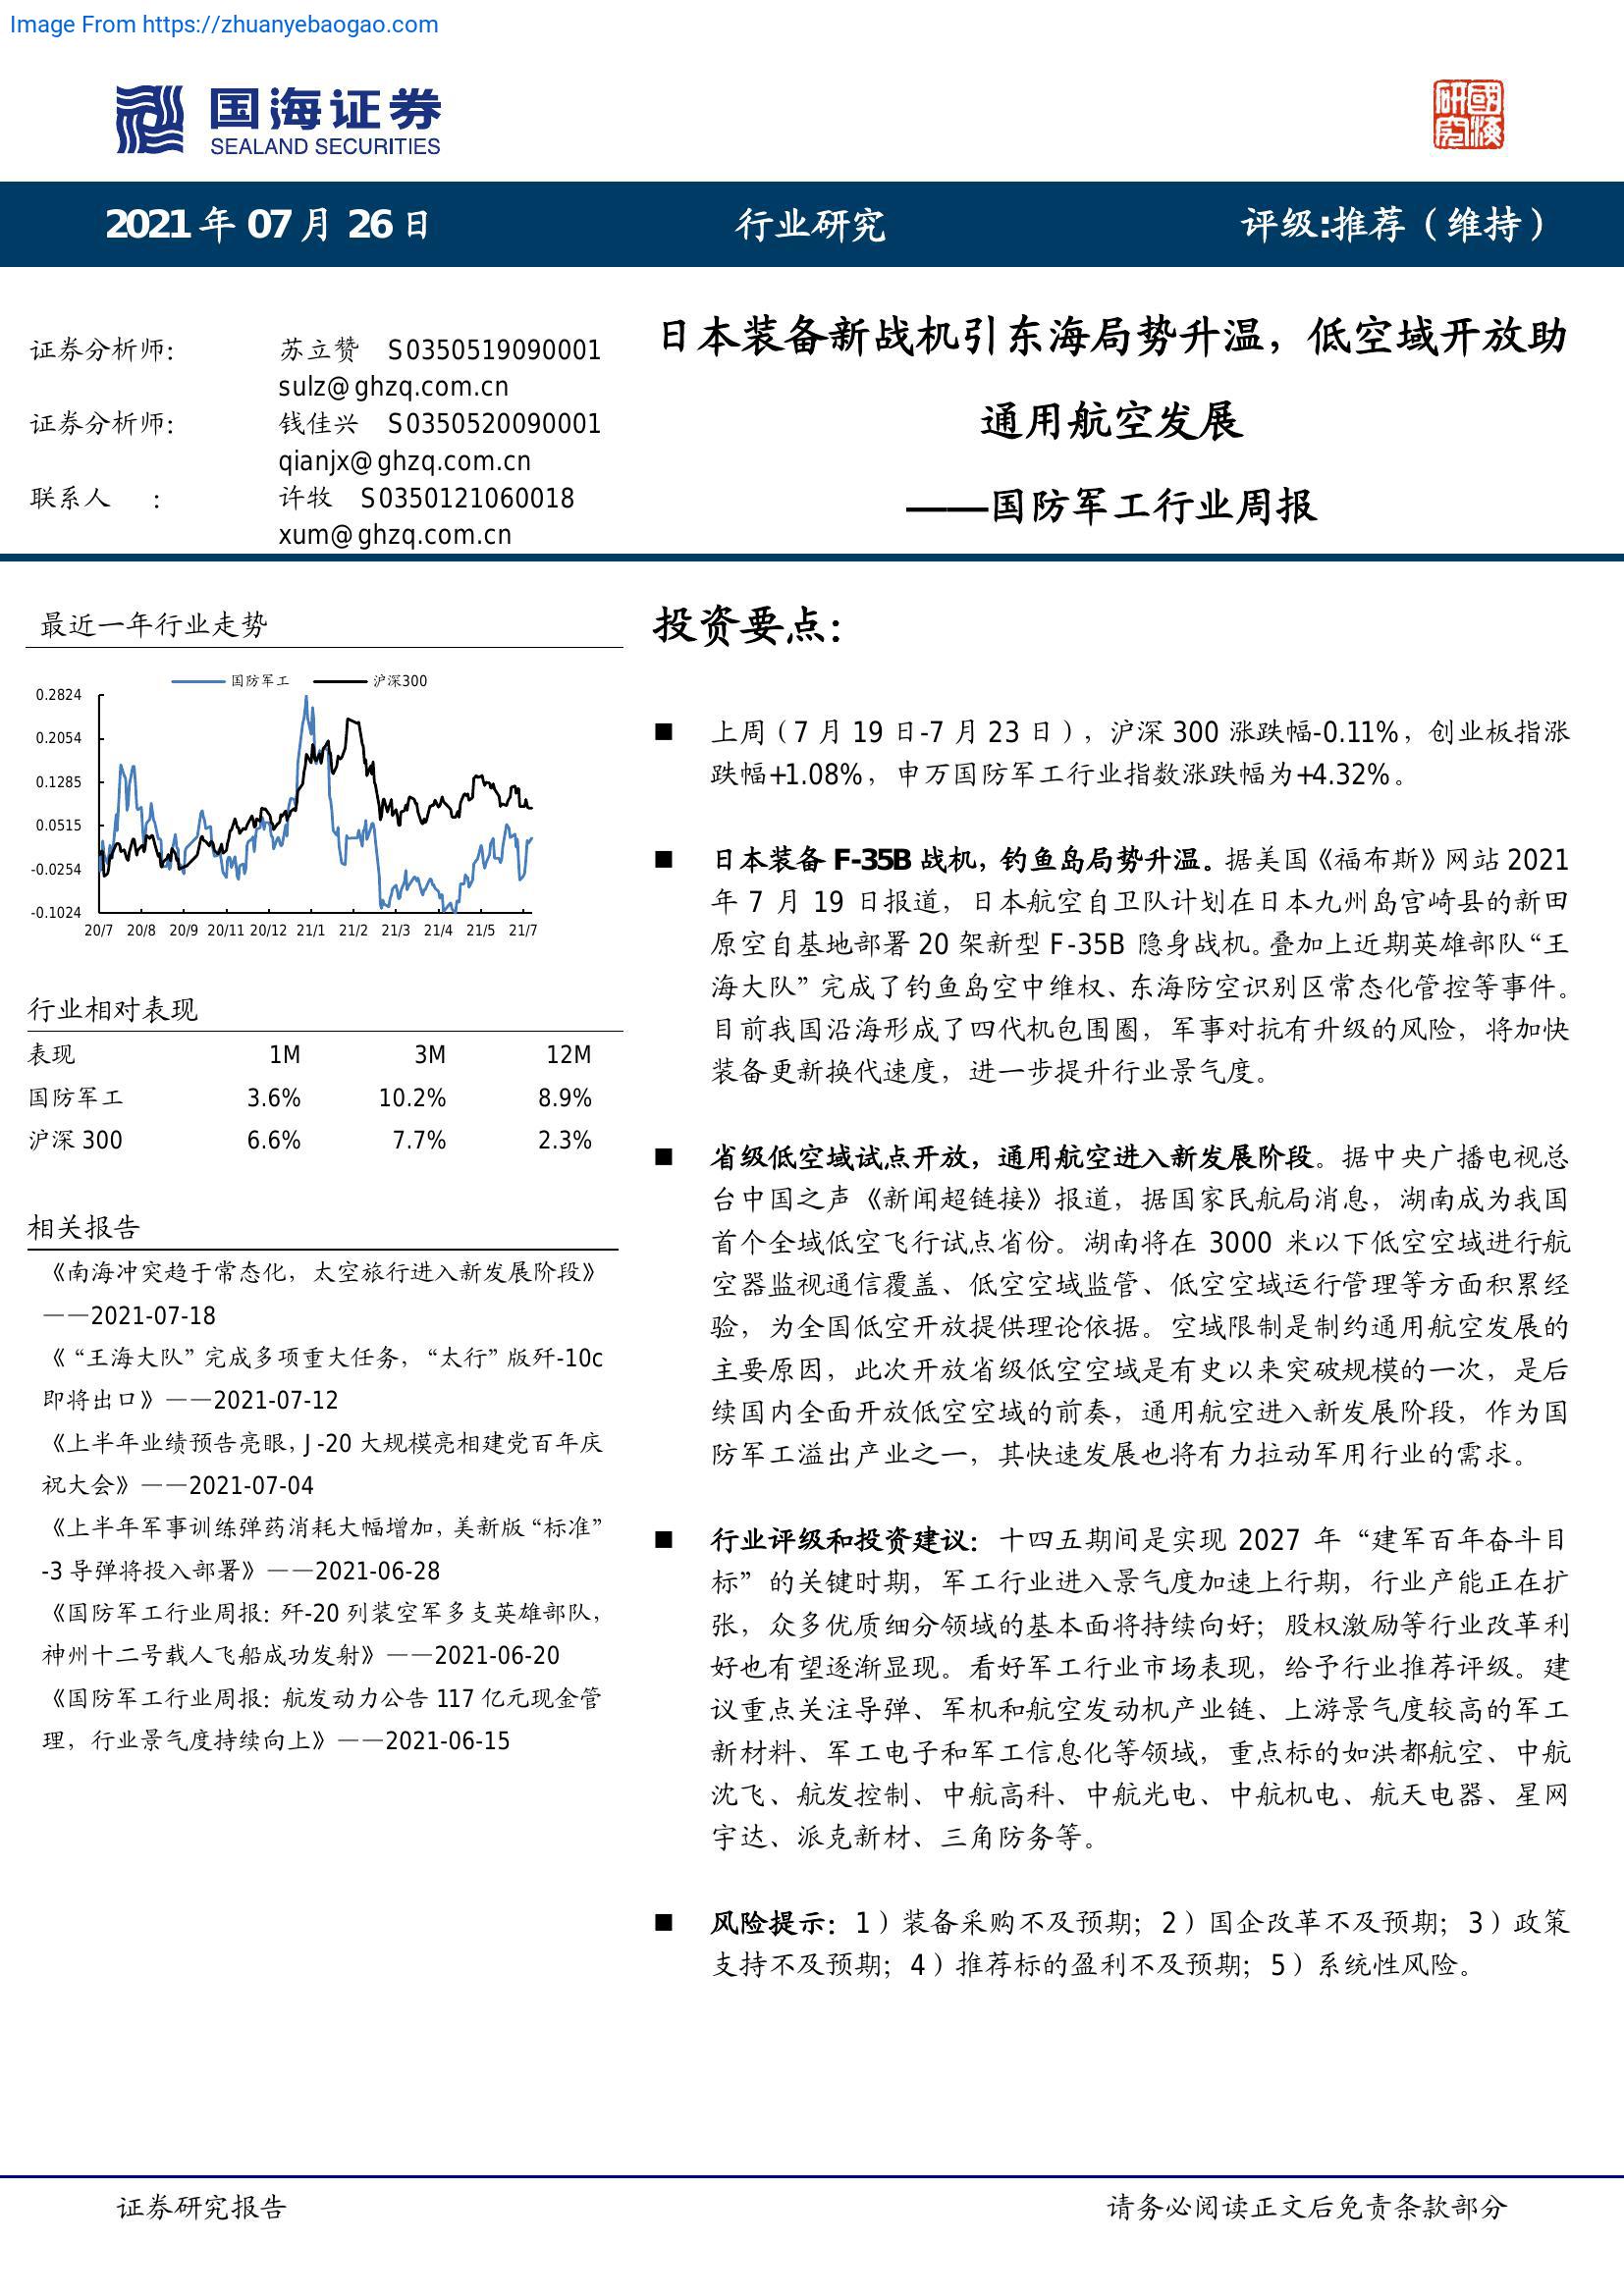 Image From https://zhuanyebaogao.com
国海证券
SEALAND SECURITIES
研究國海
2021 年 07 月 26 日
行业研究
评级:推荐（维持）
证券分析师: 苏立赞 S0350519090001
sulz@ghzq.com.cn
证券分析师: 钱佳兴 S0350520090001
qianjx@ghzq.com.cn
联系人 : 许牧 S0350121060018
xum@ghzq.com.cn
日本装备新战机引东海局势升温，低空域开放助
通用航空发展
——国防军工行业周报
最近一年行业走势
国防军工 沪深300
0.2824
0.2054
0.1285
0.0515
-0.0254
-0.1024
20/7 20/8 20/9 20/11 20/12 21/1 21/2 21/3 21/4 21/5 21/7
行业相对表现
表现 1M 3M 12M
国防军工 3.6% 10.2% 8.9%
沪深 300 6.6% 7.7% 2.3%
相关报告
《南海冲突趋于常态化，太空旅行进入新发展阶段》
——2021-07-18
《“王海大队”完成多项重大任务，“太行”版歼-10c
即将出口》——2021-07-12
《上半年业绩预告亮眼，J-20 大规模亮相建党百年庆
祝大会》——2021-07-04
《上半年军事训练弹药消耗大幅增加，美新版“标准”
-3 导弹将投入部署》——2021-06-28
《国防军工行业周报：歼-20 列装空军多支英雄部队，
神州十二号载人飞船成功发射》——2021-06-20
《国防军工行业周报：航发动力公告 117 亿元现金管
理，行业景气度持续向上》——2021-06-15
投资要点：
■ 上周（7 月 19 日-7 月 23 日），沪深 300 涨跌幅-0.11%，创业板指涨
跌幅+1.08%，申万国防军工行业指数涨跌幅为+4.32%。
■ 日本装备 F-35B 战机，钓鱼岛局势升温。据美国《福布斯》网站 2021
年 7 月 19 日报道，日本航空自卫队计划在日本九州岛宫崎县的新田
原空自基地部署 20 架新型 F-35B 隐身战机。叠加上近期英雄部队“王
海大队”完成了钓鱼岛空中维权、东海防空识别区常态化管控等事件。
目前我国沿海形成了四代机包围圈，军事对抗有升级的风险，将加快
装备更新换代速度，进一步提升行业景气度。
■ 省级低空域试点开放，通用航空进入新发展阶段。据中央广播电视总
台中国之声《新闻超链接》报道，据国家民航局消息，湖南成为我国
首个全域低空飞行试点省份。湖南将在 3000 米以下低空空域进行航
空器监视通信覆盖、低空空域监管、低空空域运行管理等方面积累经
验，为全国低空开放提供理论依据。空域限制是制约通用航空发展的
主要原因，此次开放省级低空空域是有史以来突破规模的一次，是后
续国内全面开放低空空域的前奏，通用航空进入新发展阶段，作为国
防军工溢出产业之一，其快速发展也将有力拉动军用行业的需求。
■ 行业评级和投资建议：十四五期间是实现 2027 年“建军百年奋斗目
标”的关键时期，军工行业进入景气度加速上行期，行业产能正在扩
张，众多优质细分领域的基本面将持续向好；股权激励等行业改革利
好也有望逐渐显现。看好军工行业市场表现，给予行业推荐评级。建
议重点关注导弹、军机和航空发动机产业链、上游景气度较高的军工
新材料、军工电子和军工信息化等领域，重点标的如洪都航空、中航
沈飞、航发控制、中航高科、中航光电、中航机电、航天电器、星网
宇达、派克新材、三角防务等。
■ 风险提示：1）装备采购不及预期；2）国企改革不及预期；3）政策
支持不及预期；4）推荐标的盈利不及预期；5）系统性风险。
证券研究报告
请务必阅读正文后免责条款部分